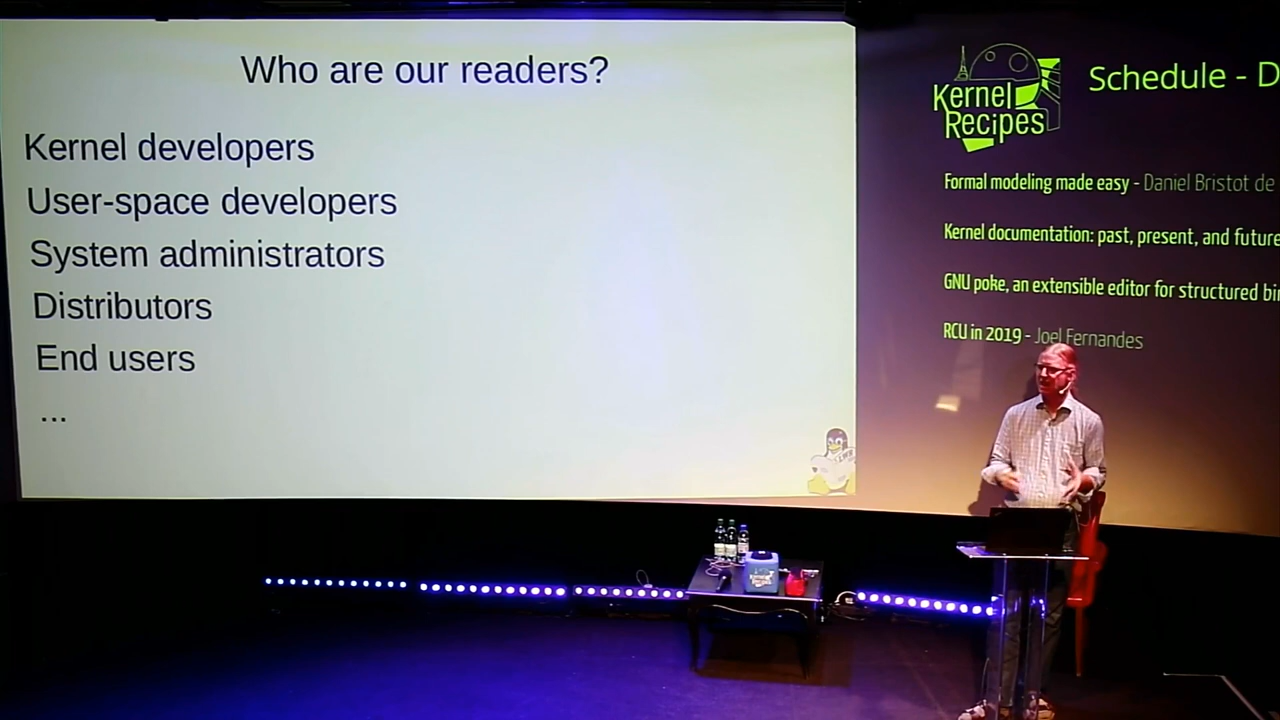 Who are our readers?
Kernel developers
User-space developers
System administrators
Distributors
End users
...
Kernel
Recipes
Schedule - D
Formal modeling made easy - Daniel Bristot de
Kernel documentation: past, present, and future
GNU poke, an extensible editor for structured bi
RCU in 2019 - Joel Fernandes